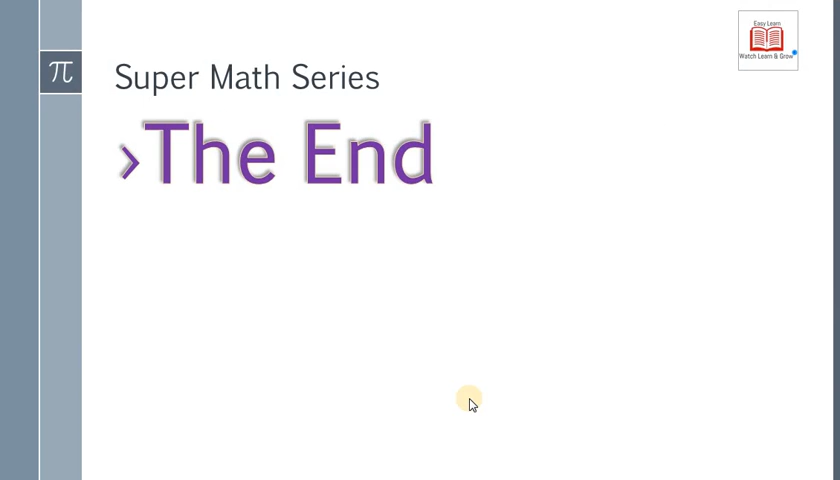 Easy Learn
Watch Learn & Grow
π
Super Math Series
›The End